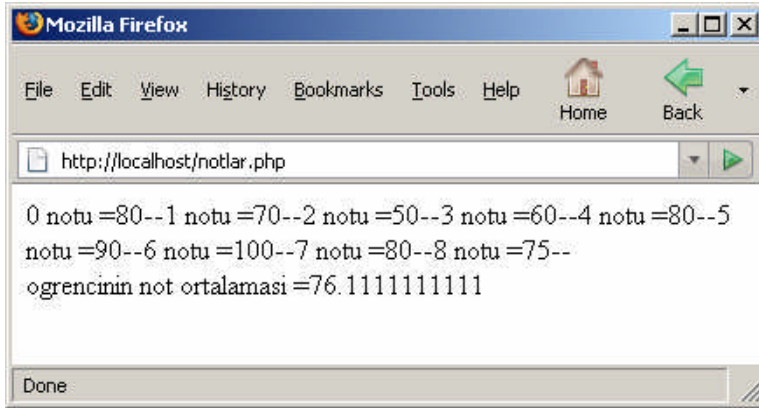 Mozilla Firefox
File Edit View History Bookmarks Tools Help Home Back
http://localhost/notlar.php
0 notu =80--1 notu =70--2 notu =50--3 notu =60--4 notu =80--5
notu =90--6 notu =100--7 notu =80--8 notu =75--
ogrencinin not ortalamasi =76.1111111111
Done